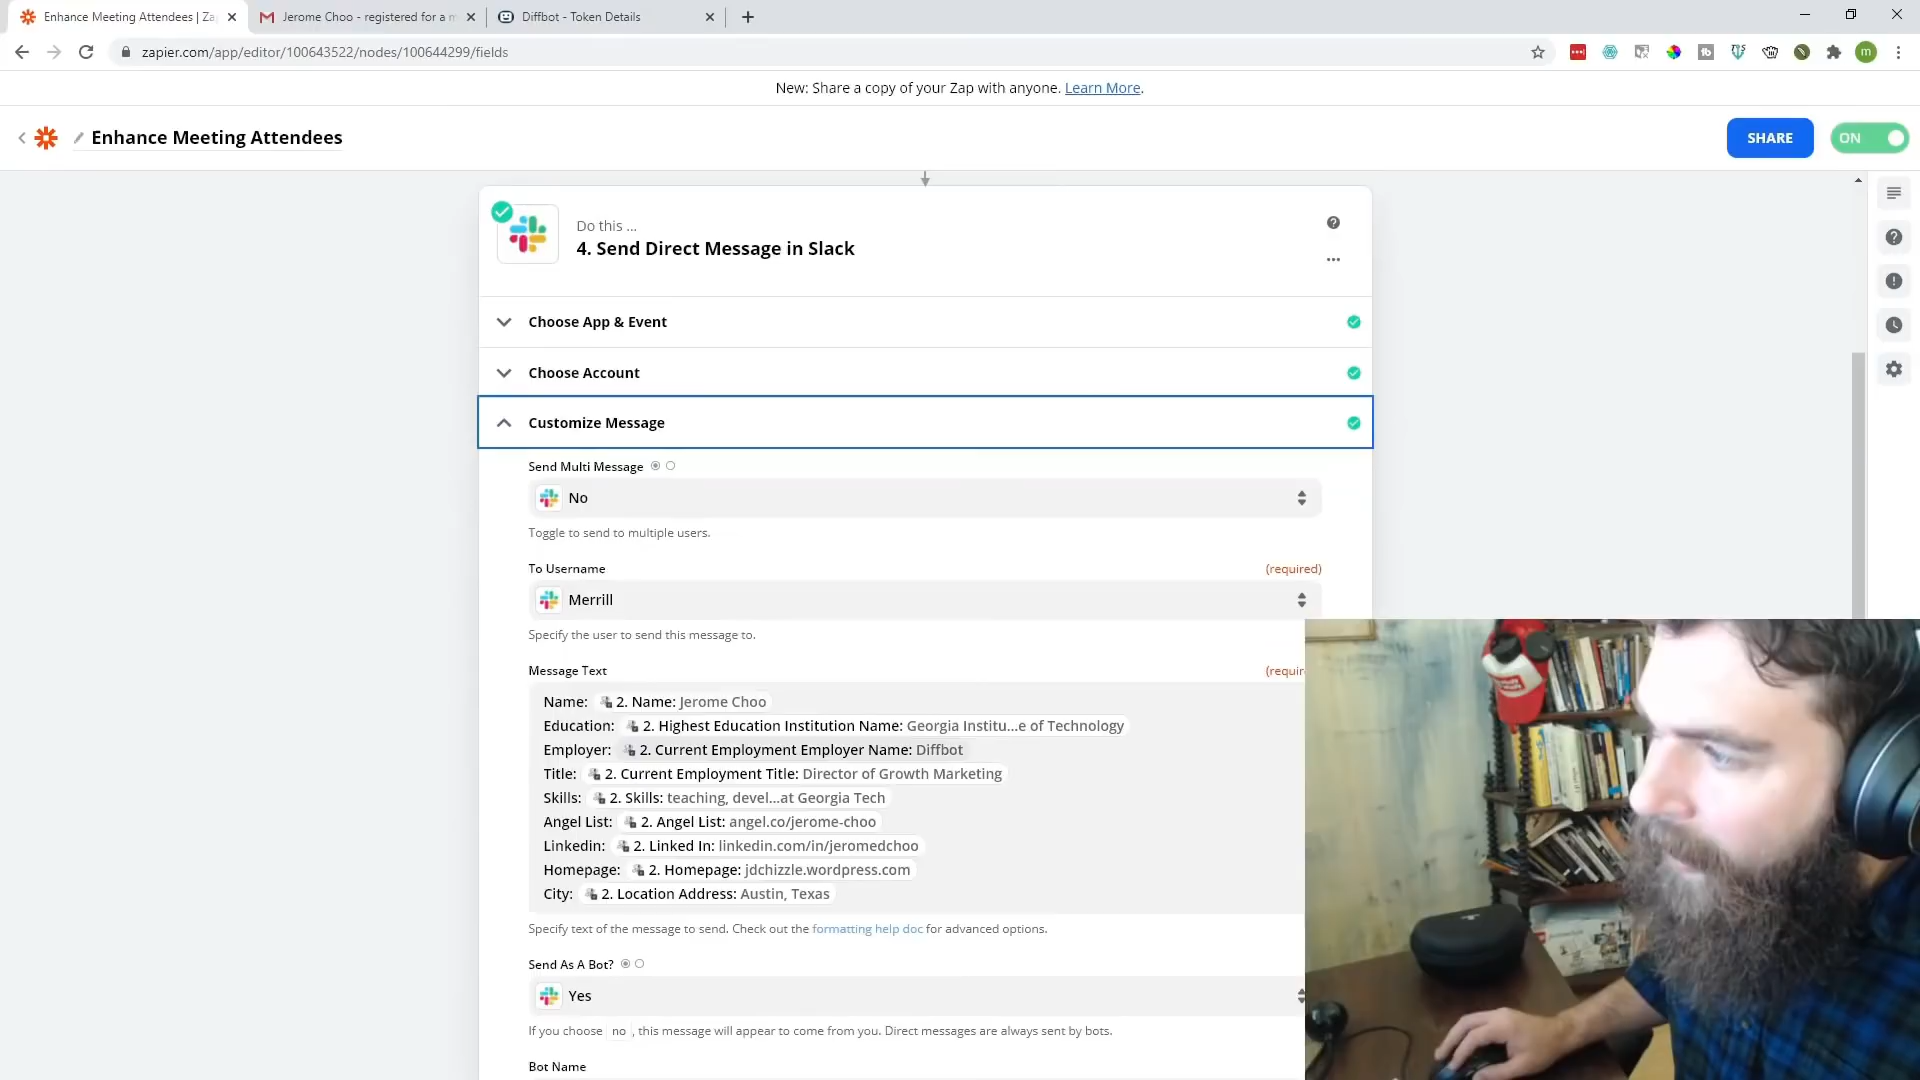 Enhance Meeting Attendees | Za
Jerome Choo - registered for a m
Diffbot - Token Details
zapier.com/app/editor/100643522/nodes/100644299/fields
m
New: Share a copy of your Zap with anyone. Learn More.
Enhance Meeting Attendees
SHARE
ON
Do this ...
4. Send Direct Message in Slack
Choose App & Event
Choose Account
Customize Message
Send Multi Message
No
Toggle to send to multiple users.
To Username (required)
Merrill
Specify the user to send this message to.
Message Text (requir
Name: 2. Name: Jerome Choo
Education: 2. Highest Education Institution Name: Georgia Institu...e of Technology
Employer: 2. Current Employment Employer Name: Diffbot
Title: 2. Current Employment Title: Director of Growth Marketing
Skills: 2. Skills: teaching, devel...at Georgia Tech
Angel List: 2. Angel List: angel.co/jerome-choo
Linkedin: 2. Linked In: linkedin.com/in/jeromedchoo
Homepage: 2. Homepage: jdchizzle.wordpress.com
City: 2. Location Address: Austin, Texas
Specify text of the message to send. Check out the formatting help doc for advanced options.
Send As A Bot?
Yes
If you choose no , this message will appear to come from you. Direct messages are always sent by bots.
Bot Name